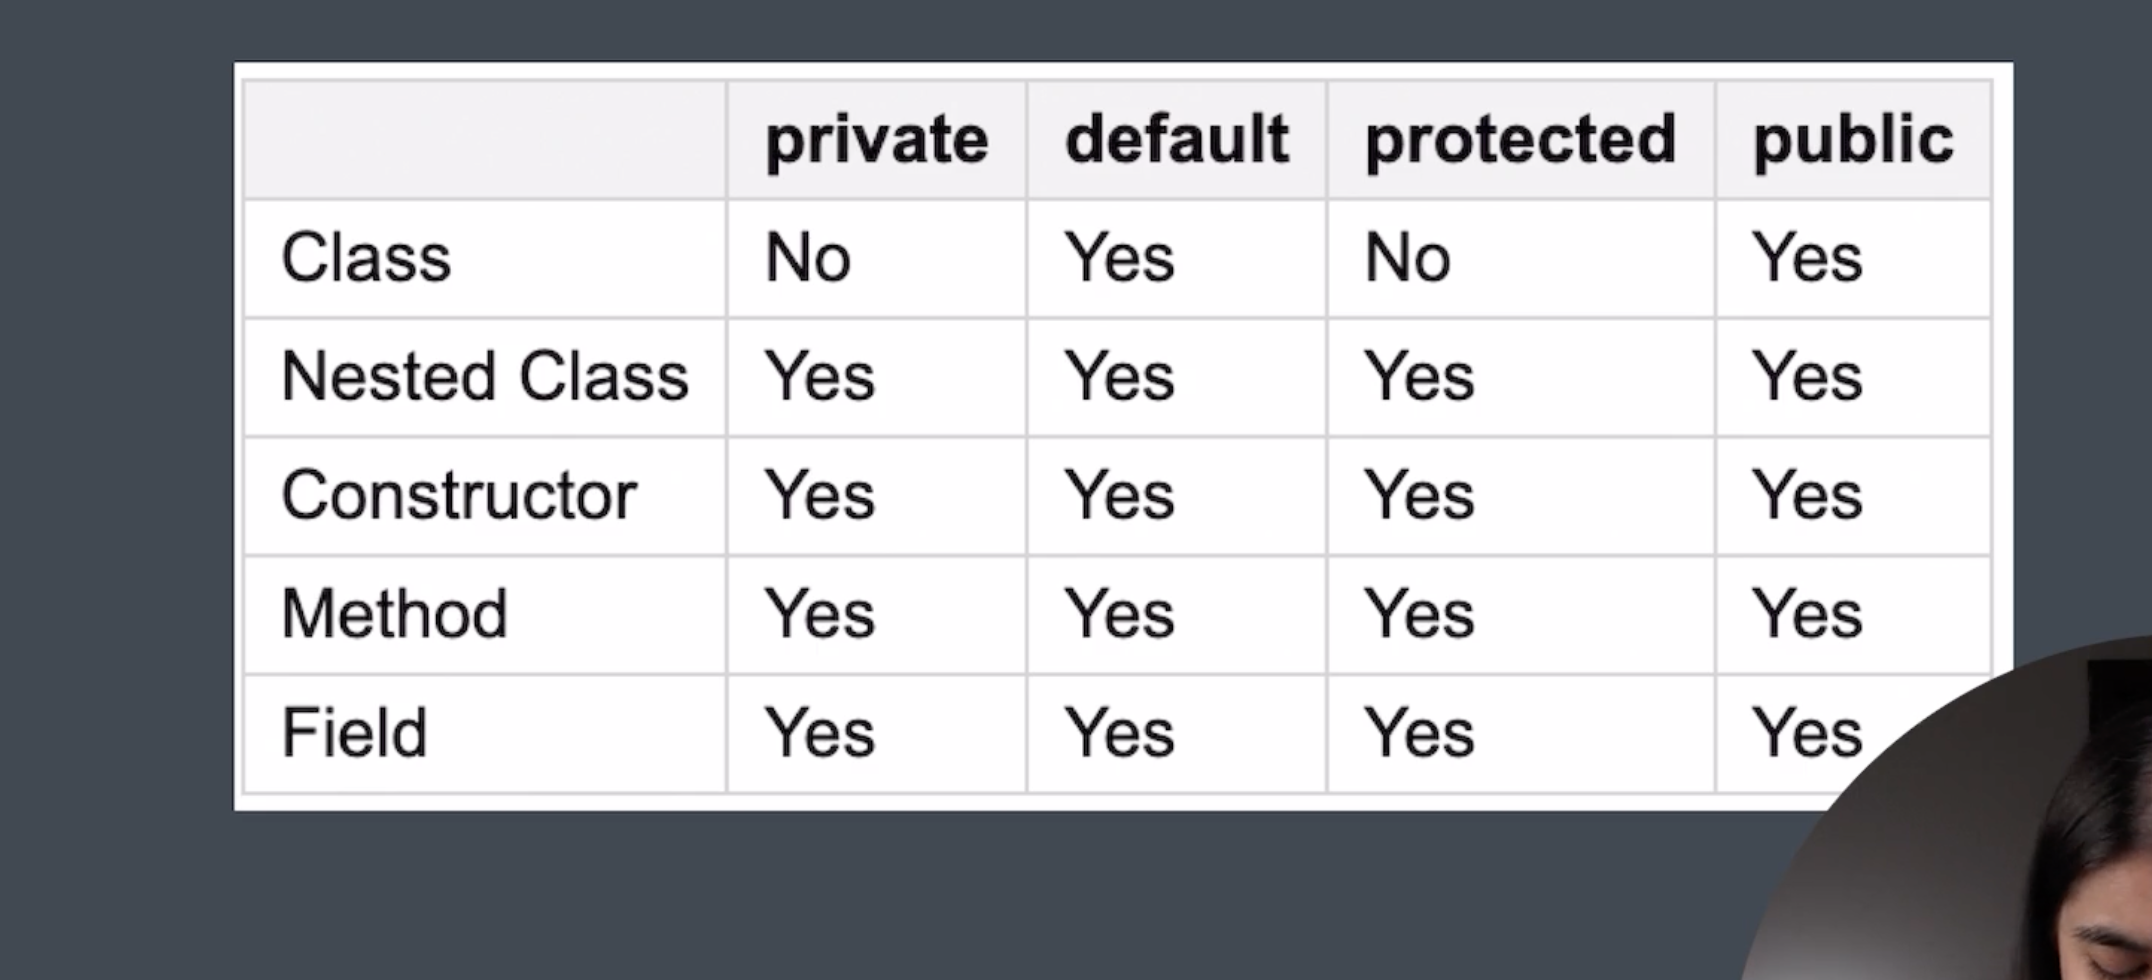 private default protected public
Class No Yes No Yes
Nested Class Yes Yes Yes Yes
Constructor Yes Yes Yes Yes
Method Yes Yes Yes Yes
Field Yes Yes Yes Yes